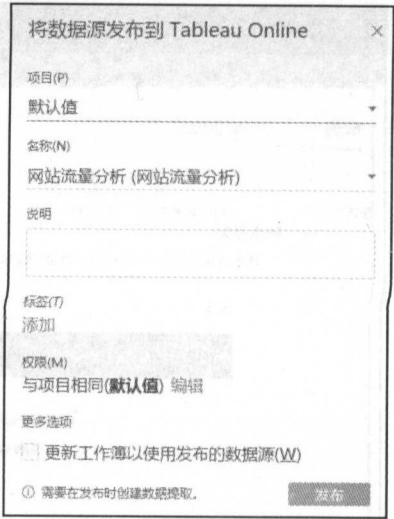 将数据源发布到 Tableau Online ×
项目(P)
默认值
名称(N)
网站流量分析 (网站流量分析)
说明
标签(T)
添加
权限(M)
与项目相同(默认值) 编辑
更多选项
更新工作簿以使用发布的数据源(W)
需要在发布时创建数据提取。
发布